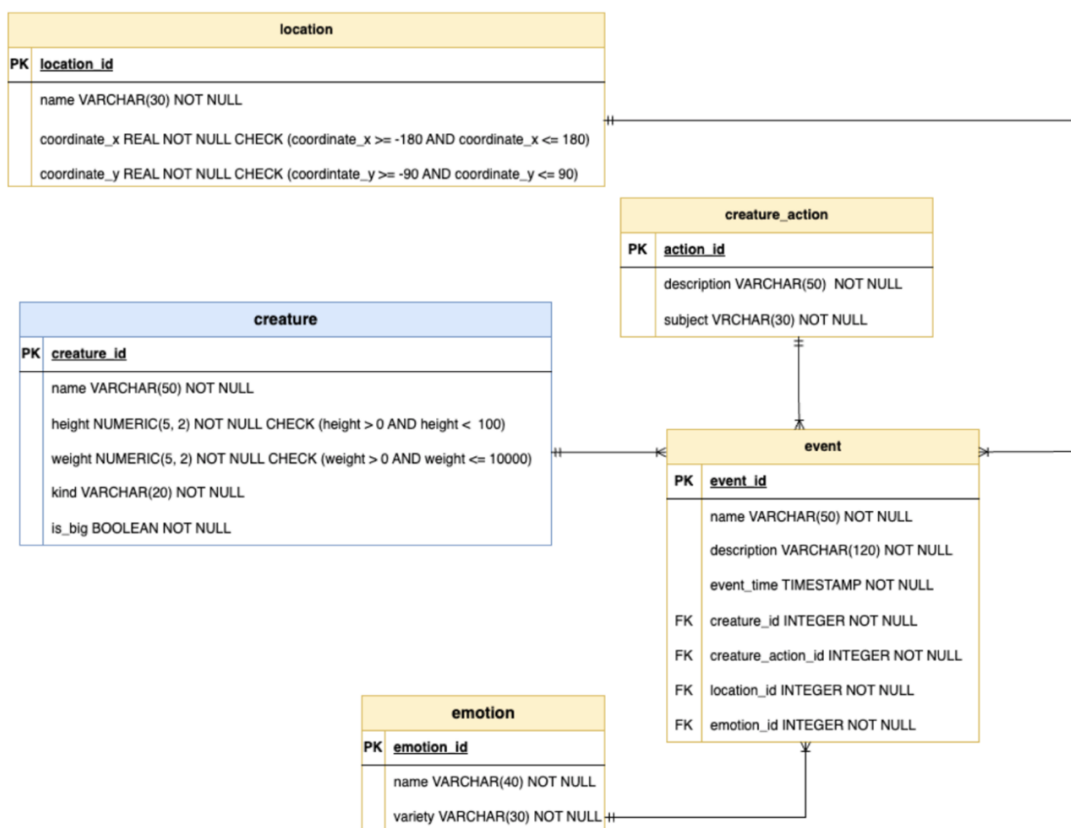 location
PK location_id
name VARCHAR(30) NOT NULL
coordinate_x REAL NOT NULL CHECK (coordinate_x >= -180 AND coordinate_x <= 180)
coordinate_y REAL NOT NULL CHECK (coordintate_y >= -90 AND coordinate_y <= 90)
creature_action
PK action_id
description VARCHAR(50) NOT NULL
subject VRCHAR(30) NOT NULL
creature
PK creature_id
name VARCHAR(50) NOT NULL
height NUMERIC(5, 2) NOT NULL CHECK (height > 0 AND height < 100)
weight NUMERIC(5, 2) NOT NULL CHECK (weight > 0 AND weight <= 10000)
kind VARCHAR(20) NOT NULL
is_big BOOLEAN NOT NULL
event
PK event_id
name VARCHAR(50) NOT NULL
description VARCHAR(120) NOT NULL
event_time TIMESTAMP NOT NULL
FK creature_id INTEGER NOT NULL
FK creature_action_id INTEGER NOT NULL
FK location_id INTEGER NOT NULL
FK emotion_id INTEGER NOT NULL
emotion
PK emotion_id
name VARCHAR(40) NOT NULL
variety VARCHAR(30) NOT NULL